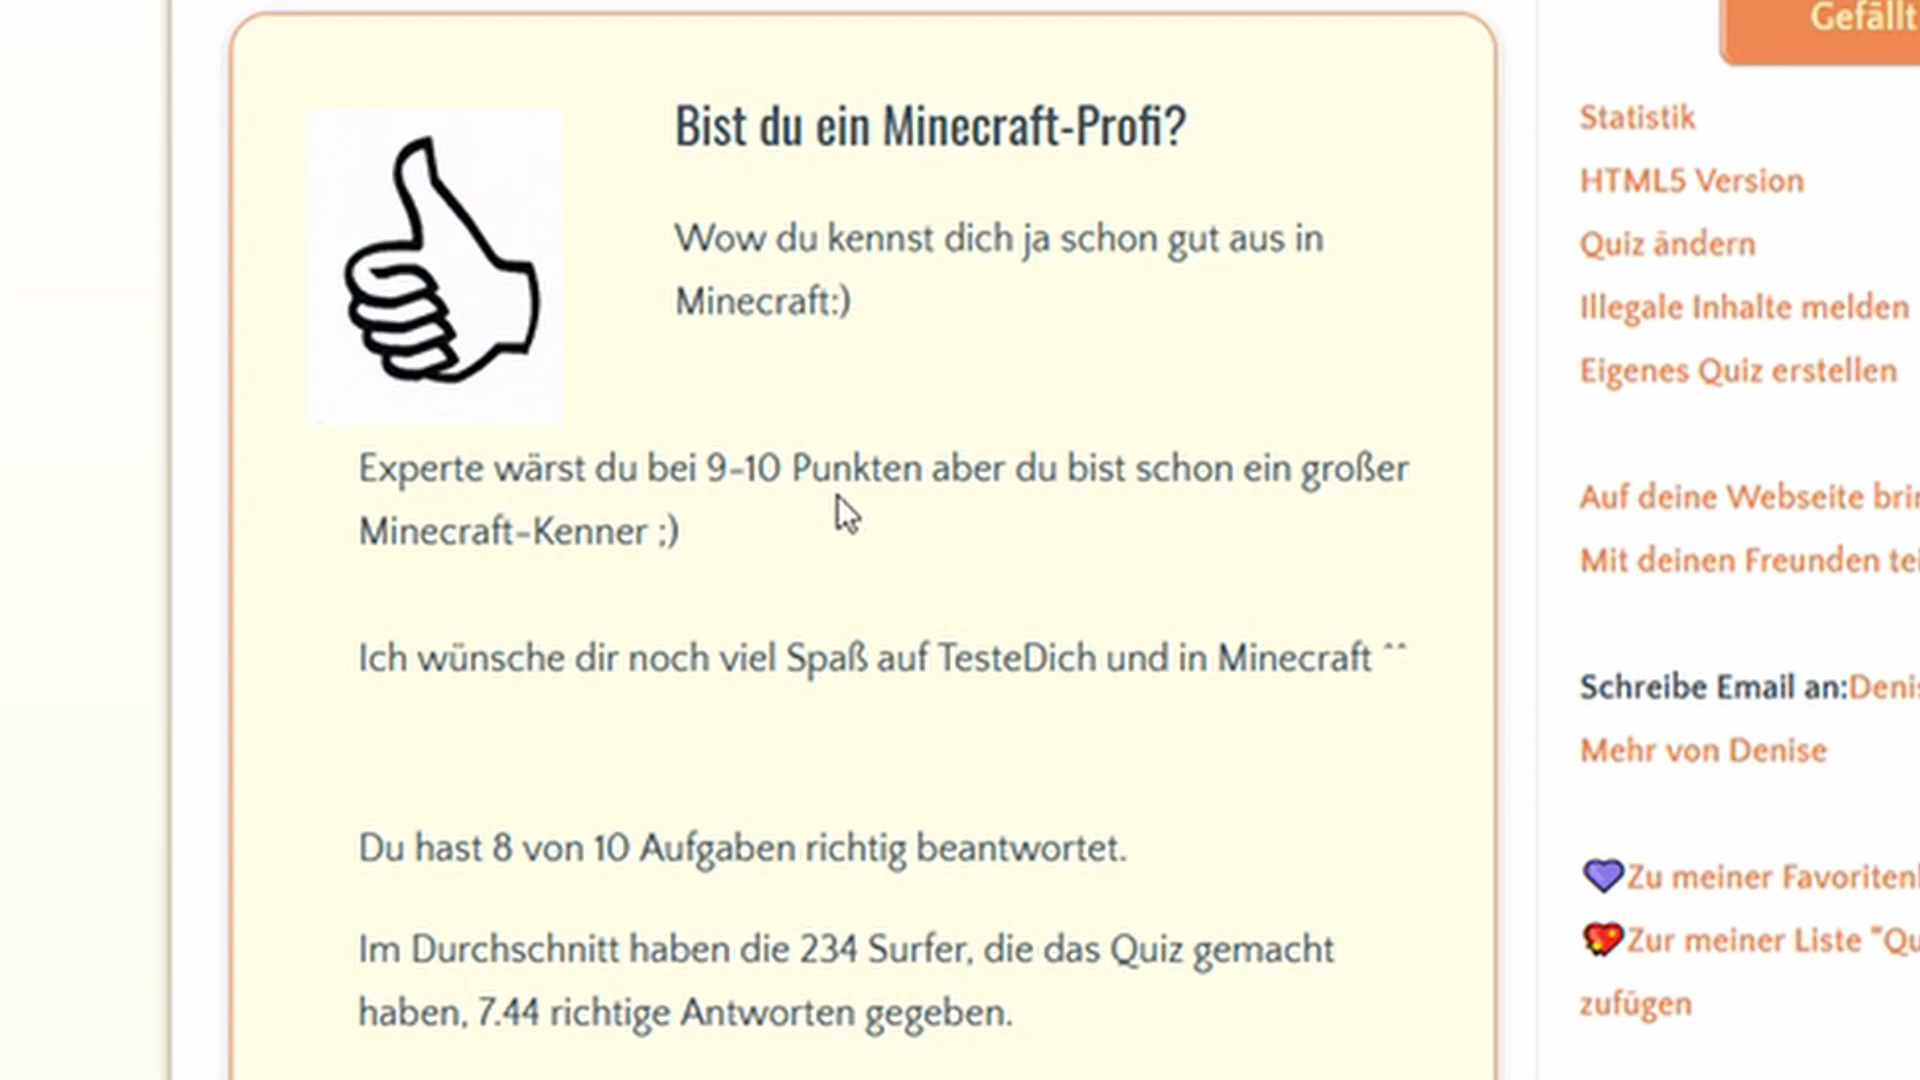 Gefällt
Bist du ein Minecraft-Profi?
Wow du kennst dich ja schon gut aus in
Minecraft:)
Experte wärst du bei 9-10 Punkten aber du bist schon ein großer
Minecraft-Kenner ;)
Ich wünsche dir noch viel Spaß auf TesteDich und in Minecraft ^^
Du hast 8 von 10 Aufgaben richtig beantwortet.
Im Durchschnitt haben die 234 Surfer, die das Quiz gemacht
haben, 7.44 richtige Antworten gegeben.
Statistik
HTML5 Version
Quiz ändern
Illegale Inhalte melden
Eigenes Quiz erstellen
Auf deine Webseite
Mit deinen Freunden
Schreibe Email an:
Mehr von Denise
Zu meiner
Zur meiner Liste
zufügen